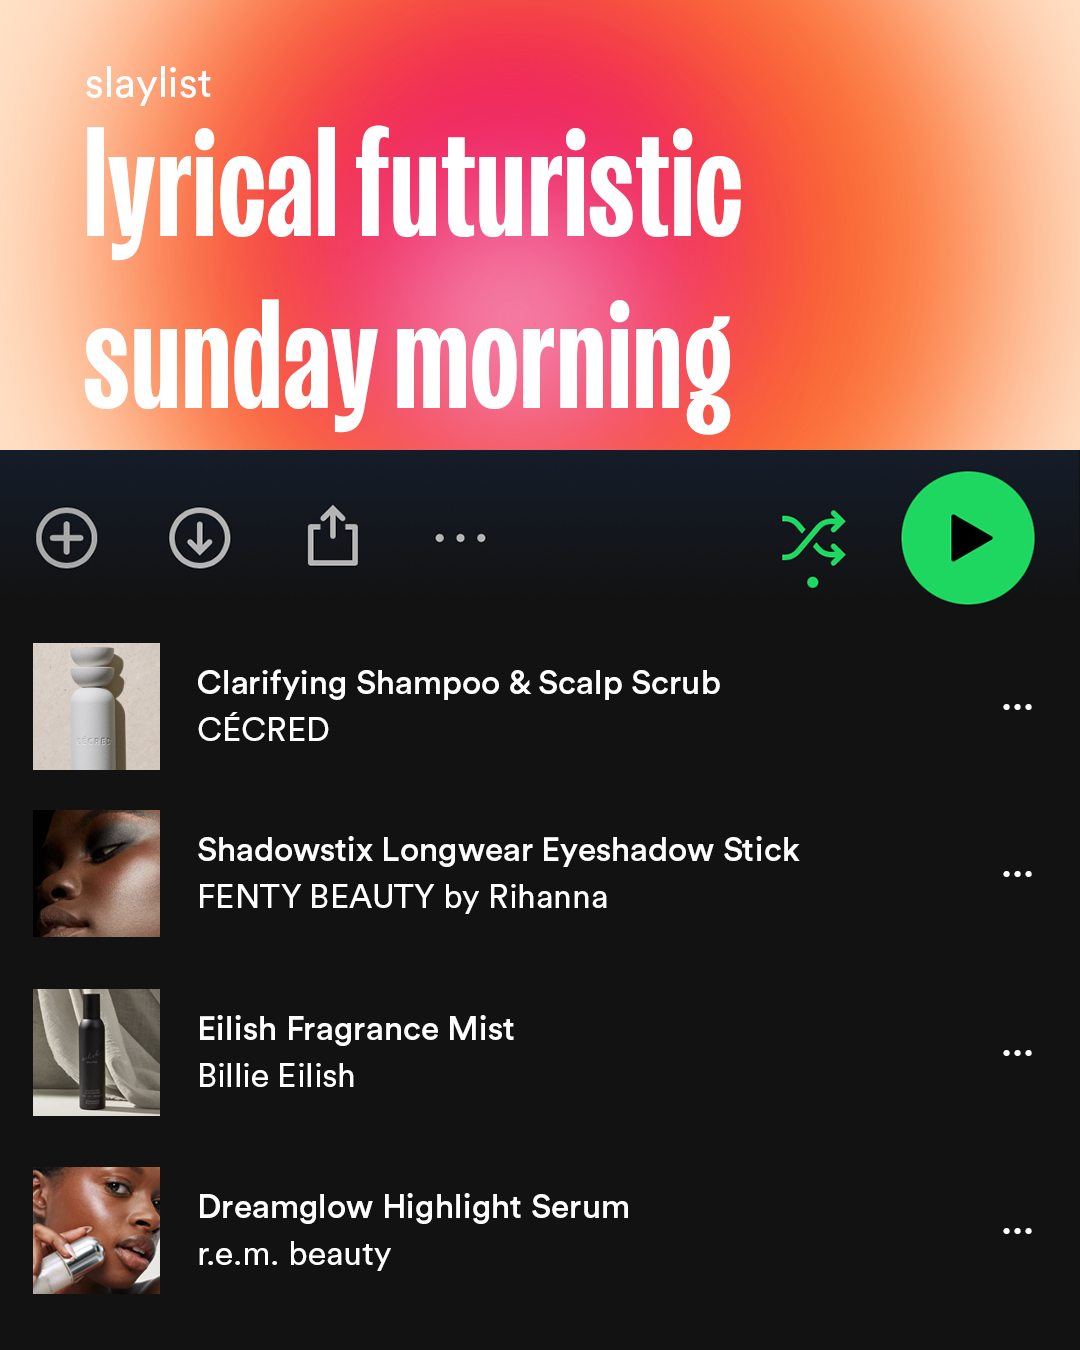 slaylist
lyrical futuristic
sunday morning
Clarifying Shampoo & Scalp Scrub
CÉCRED
CÉCRED
Shadowstix Longwear Eyeshadow Stick
FENTY BEAUTY by Rihanna
Eilish Fragrance Mist
Billie Eilish
Dreamglow Highlight Serum
r.e.m. beauty